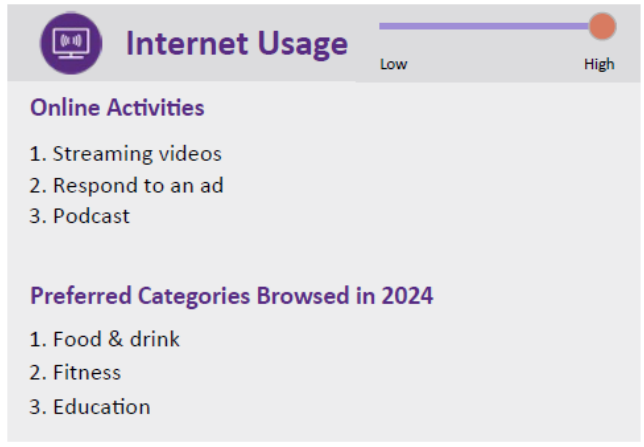 Internet Usage
Low
High
Online Activities
1. Streaming videos
2. Respond to an ad
3. Podcast
Preferred Categories Browsed in 2024
1. Food & drink
2. Fitness
3. Education